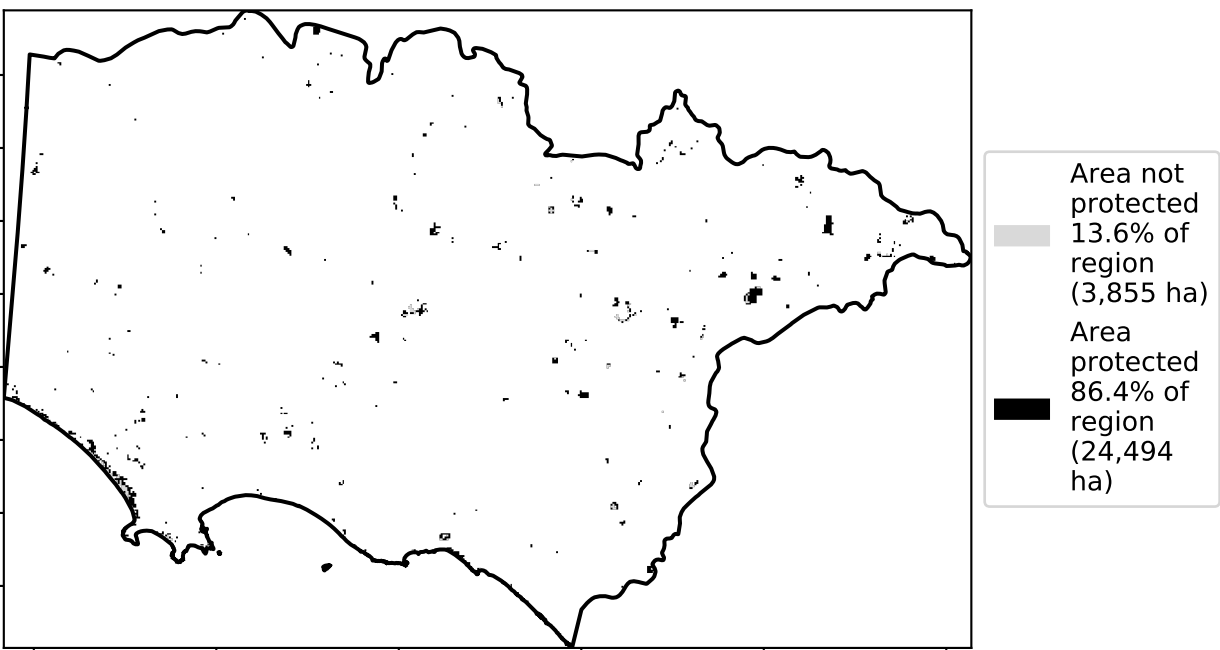 Area not
protected
13.6% of
region
(3,855 ha)
Area
protected
86.4% of
region
(24,494
ha)